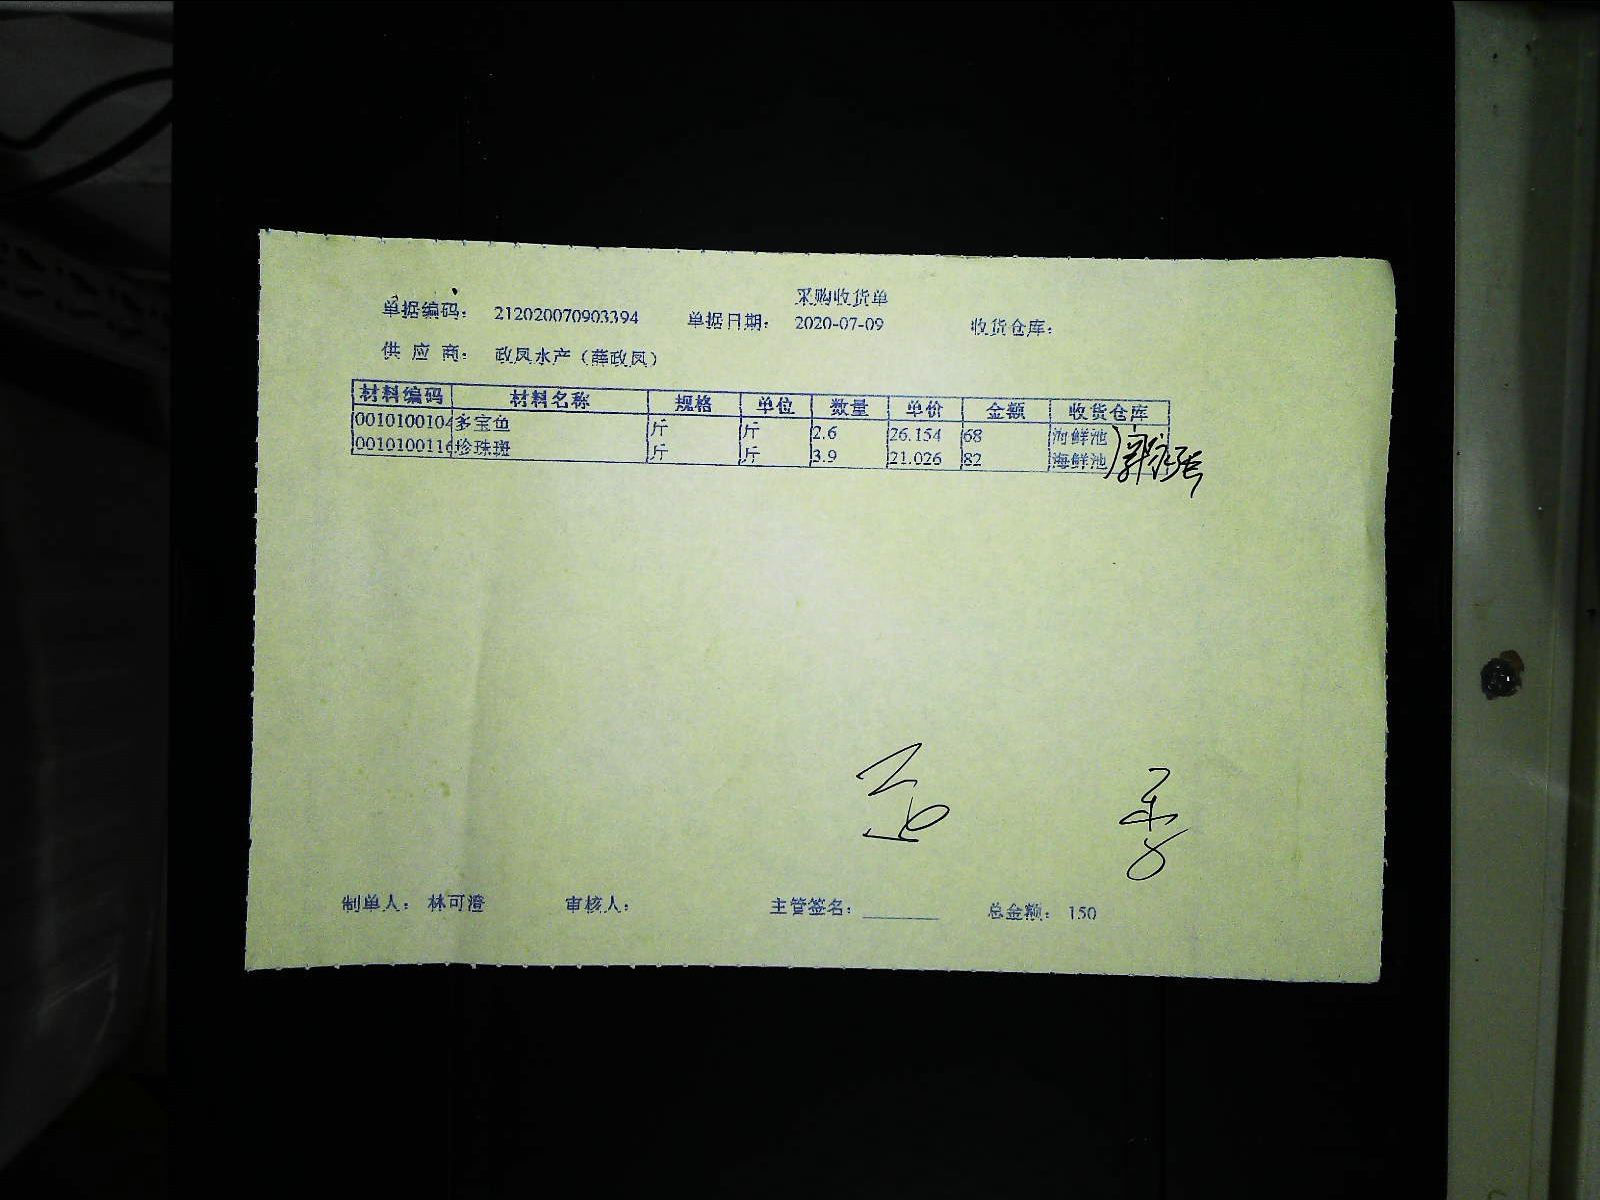 采购收货单
单据编码： 212020070903394 单据日期： 2020-07-09 收货仓库：
供 应 商： 政凤水产（薛政凤）
材料编码 材料名称 规格 单位 数量 单价 金额 收货仓库
0010100104 多宝鱼 斤 斤 2.6 26.154 68 海鲜池
0010100116 珍珠斑 斤 斤 3.9 21.026 82 海鲜池
制单人： 林可澄 审核人： 主管签名：________ 总金额： 150